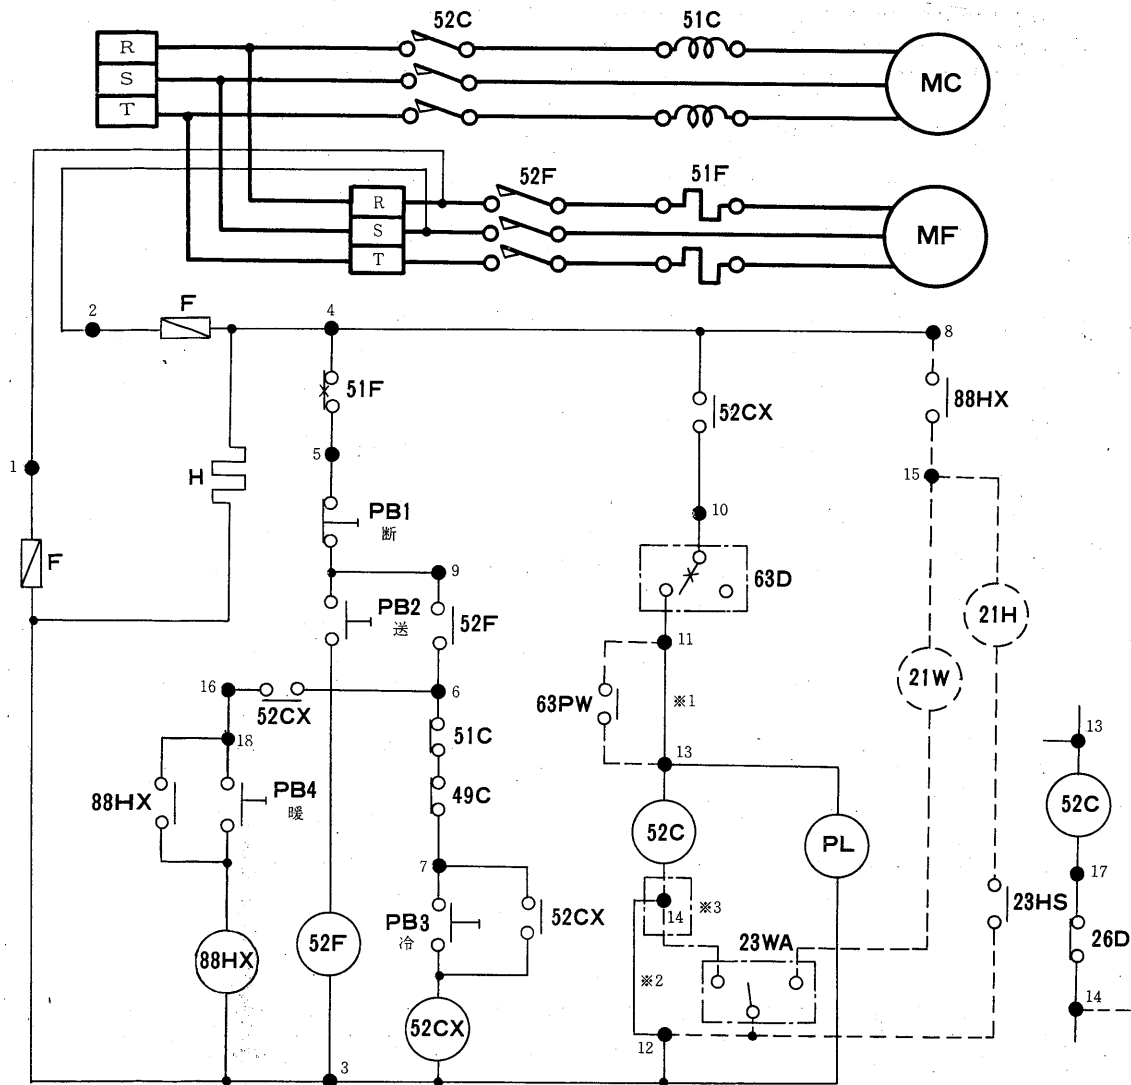 52C
51C
R
S
T
MC
52F
51F
R
S
T
MF
2
F
4
8
51F
52CX
88HX
1
H
5
15
PB1
断
10
F
9
63D
PB2
送
52F
21H
11
16
6
21W
52CX
63PW
※1
18
51C
13
13
88HX
PB4
暖
49C
52C
52C
PL
7
17
PB3
冷
52CX
14
※3
23HS
52F
23WA
26D
88HX
※2
14
52CX
12
3